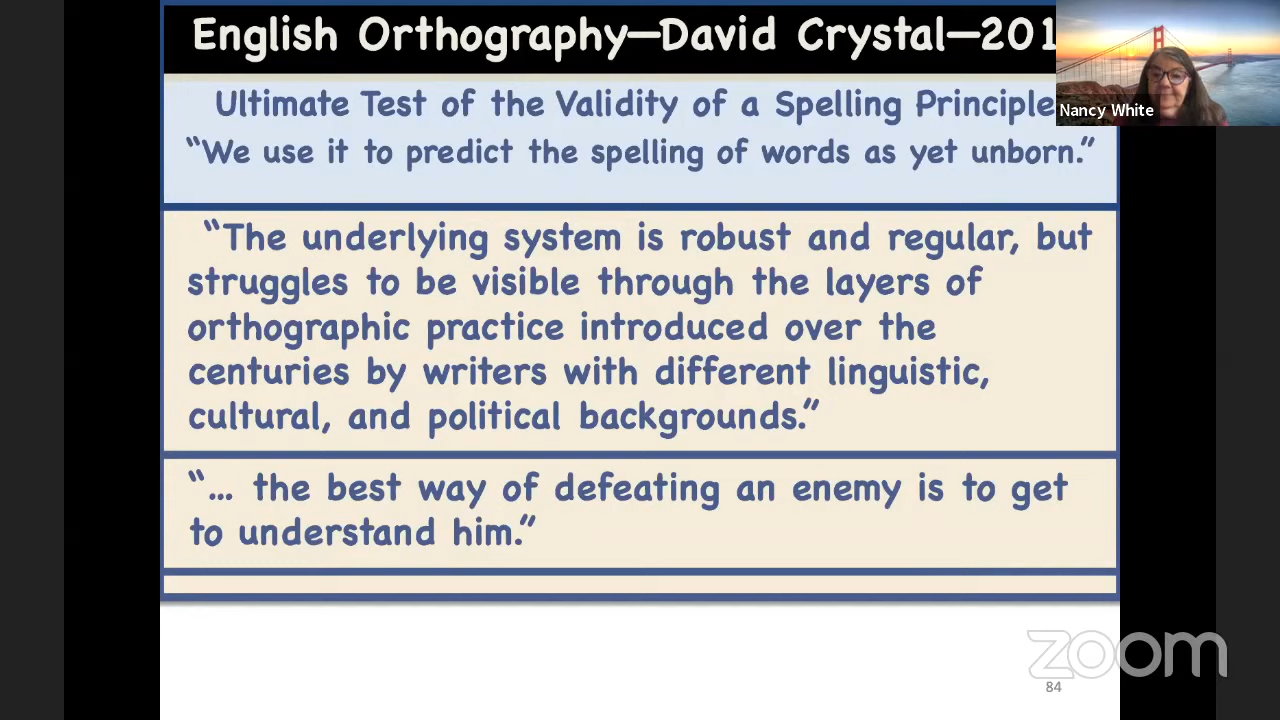 English Orthography—David Crystal—201
Nancy White
Ultimate Test of the Validity of a Spelling Principle
“We use it to predict the spelling of words as yet unborn.”
“The underlying system is robust and regular, but
struggles to be visible through the layers of
orthographic practice introduced over the
centuries by writers with different linguistic,
cultural, and political backgrounds.”
“… the best way of defeating an enemy is to get
to understand him.”
zoom
84